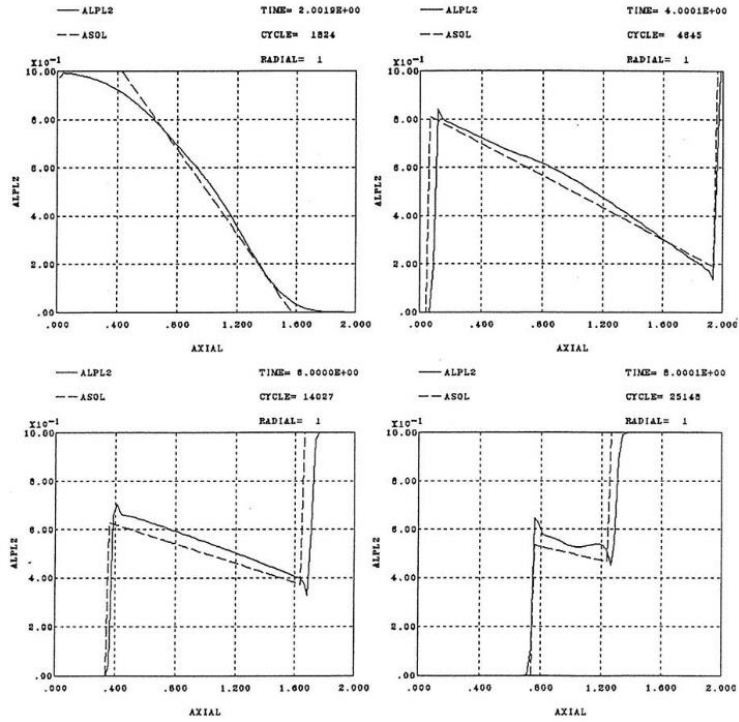 ALPL2 TIME= 2.0019E+00
ASOL CYCLE= 1824
X10⁻¹ RADIAL= 1
10.00
8.00
6.00
4.00
2.00
.00
ALPL2
.000 .400 .800 1.200 1.600 2.000
AXIAL
ALPL2 TIME= 4.0001E+00
ASOL CYCLE= 4645
X10⁻¹ RADIAL= 1
10.00
8.00
6.00
4.00
2.00
.00
ALPL2
.000 .400 .800 1.200 1.600 2.000
AXIAL
ALPL2 TIME= 6.0000E+00
ASOL CYCLE= 14027
X10⁻¹ RADIAL= 1
10.00
8.00
6.00
4.00
2.00
.00
ALPL2
.000 .400 .800 1.200 1.600 2.000
AXIAL
ALPL2 TIME= 8.0001E+00
ASOL CYCLE= 25148
X10⁻¹ RADIAL= 1
10.00
8.00
6.00
4.00
2.00
.00
ALPL2
.000 .400 .800 1.200 1.600 2.000
AXIAL